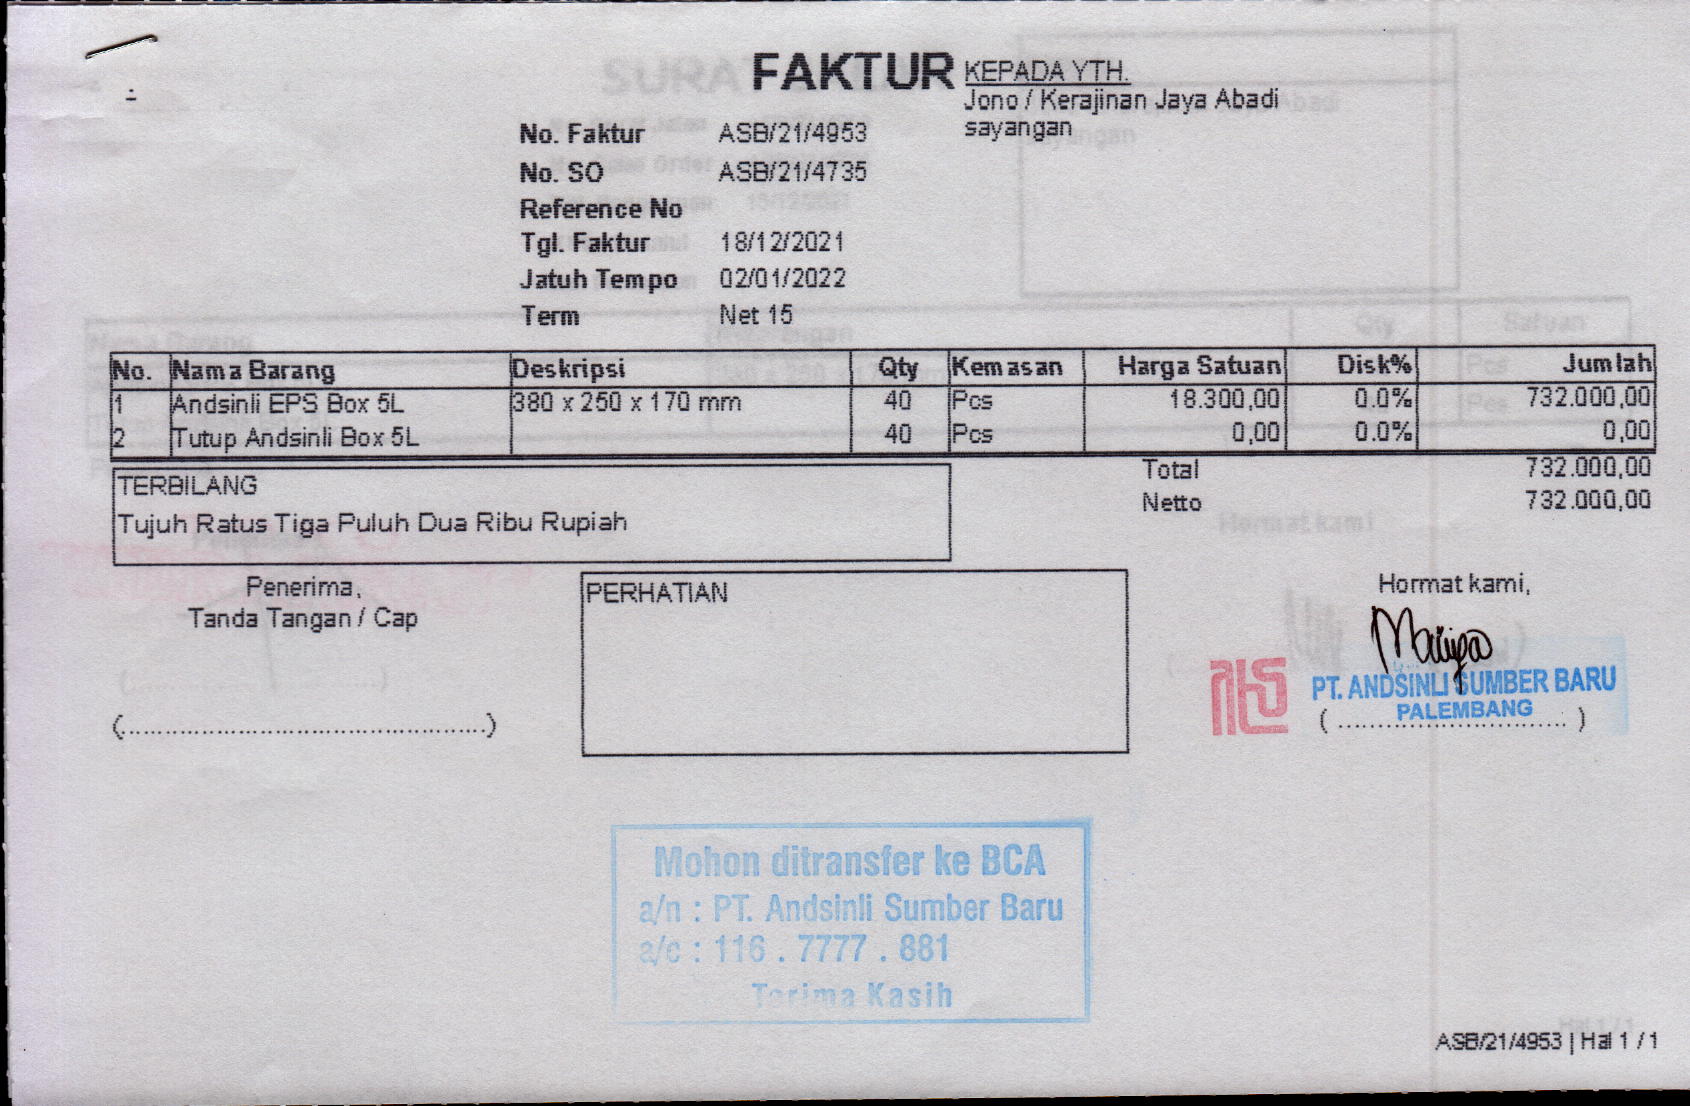 FAKTUR
KEPADA YTH.
Jono / Kerajinan Jaya Abadi
sayangan
No. Faktur ASB/21/4953
No. SO ASB/21/4735
Reference No
Tgl. Faktur 18/12/2021
Jatuh Tempo 02/01/2022
Term Net 15
No. Nama Barang Deskripsi Qty Kemasan Harga Satuan Disk% Jumlah
1 Andsinli EPS Box 5L 380 x 250 x 170 mm 40 Pcs 18.300,00 0.0% 732.000,00
2 Tutup Andsinli Box 5L 40 Pcs 0,00 0.0% 0,00
Total 732.000,00
Netto 732.000,00
TERBILANG
Tujuh Ratus Tiga Puluh Dua Ribu Rupiah
Penerima,
Tanda Tangan / Cap
(................................................)
PERHATIAN
Hormat kami,
PT. ANDSINLI SUMBER BARU
PALEMBANG
(..............................)
Mohon ditransfer ke BCA
a/n : PT. Andsinli Sumber Baru
a/c : 116 . 7777 . 881
Terima Kasih
ASB/21/4953 | Hal 1 / 1